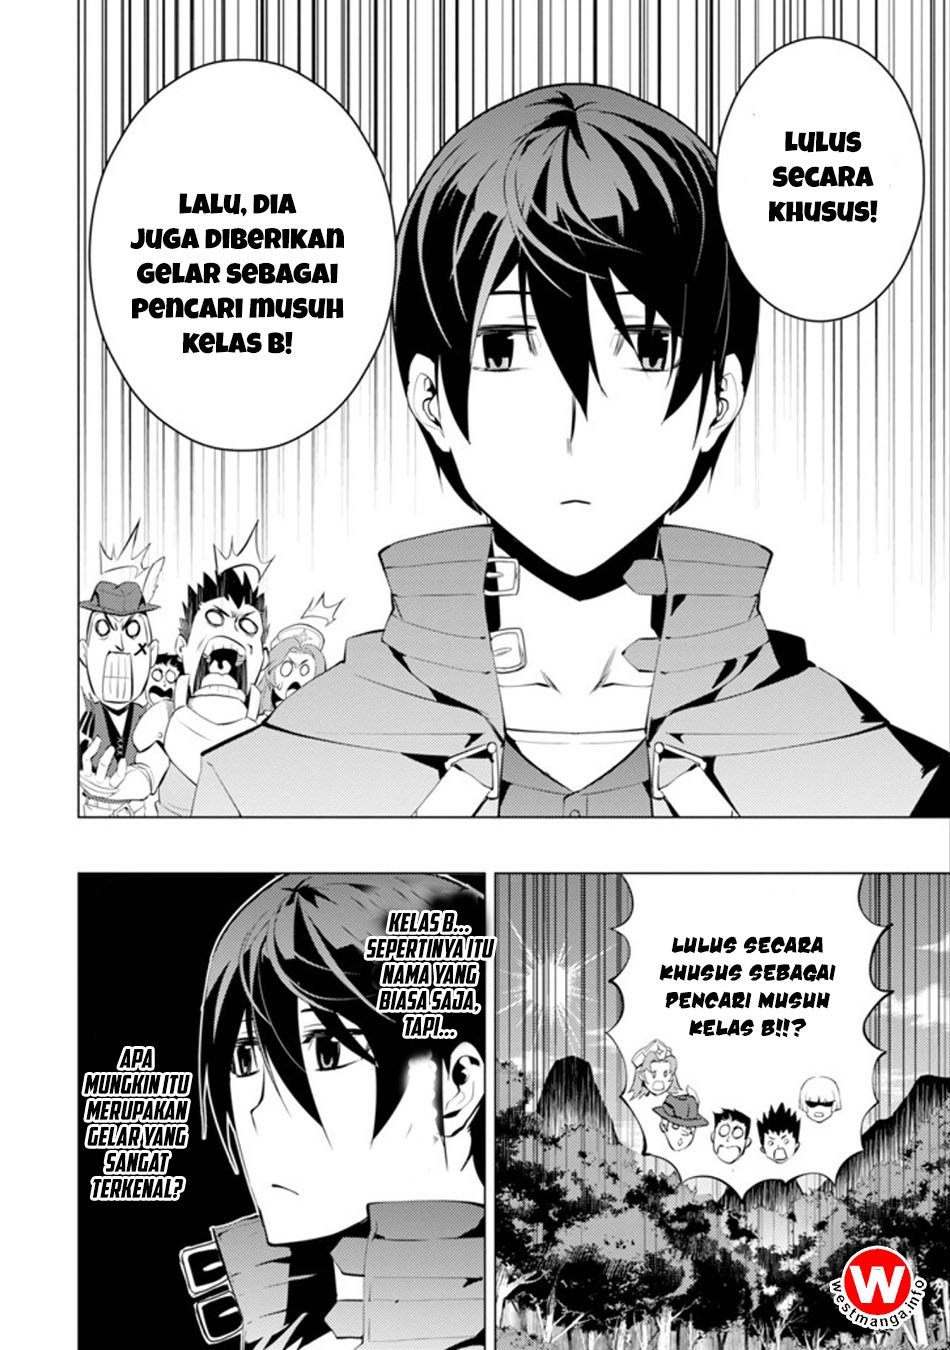 LULUS
SECARA
KHUSUS!
LALU, DIA
JUGA DIBERIKAN
GELAR SEBAGAI
PENCARI MUSUH
KELAS B!
LULUS SECARA
KHUSUS SEBAGAI
PENCARI MUSUH
KELAS B!!?
KELAS B...
SEPERTINYA ITU
NAMA YANG
BIASA SAJA,
TAPI...
APA
MUNGKIN ITU
MERUPAKAN
GELAR YANG
SANGAT
TERKENAL?
W
westmanga.info